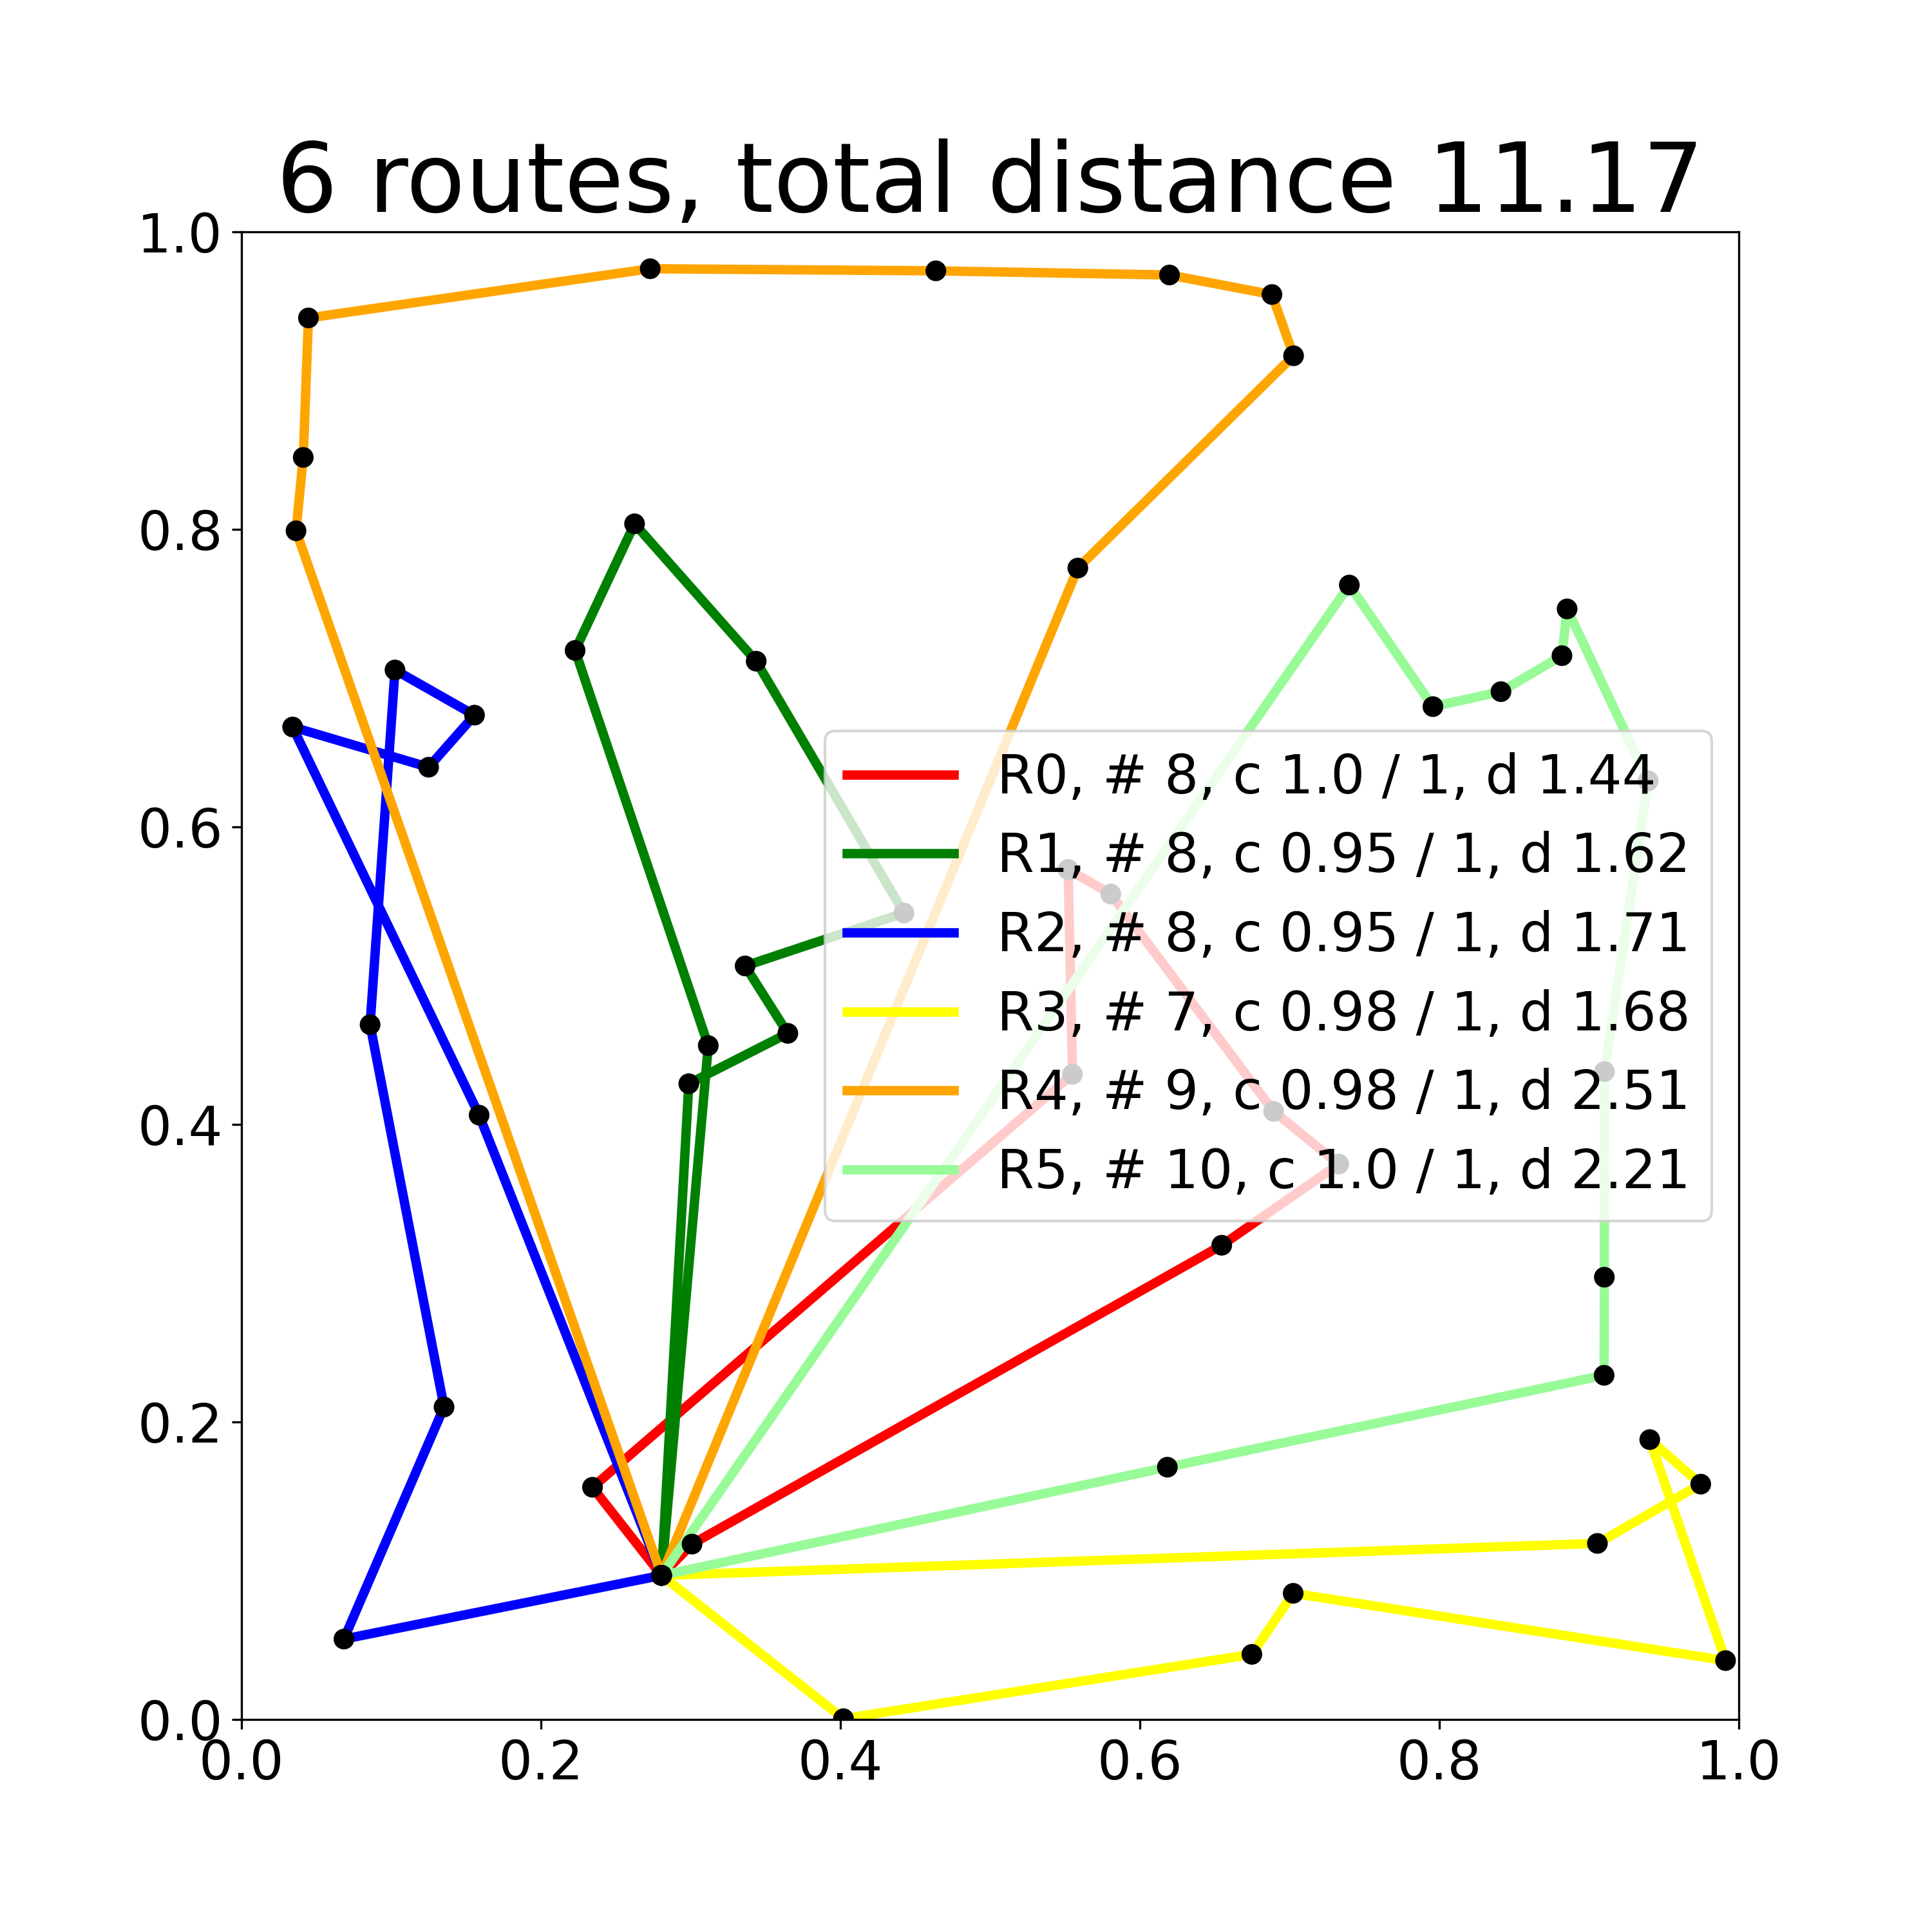 6 routes, total distance 11.17
1.0
0.8
0.6
0.4
0.2
0.0
R0, # 8, c 1.0 / 1, d 1.44
R1, # 8, c 0.95 / 1, d 1.62
R2, # 8, c 0.95 / 1, d 1.71
R3, # 7, c 0.98 / 1, d 1.68
R4, # 9, c 0.98 / 1, d 2.51
R5, # 10, c 1.0 / 1, d 2.21
0.0 0.2 0.4 0.6 0.8 1.0